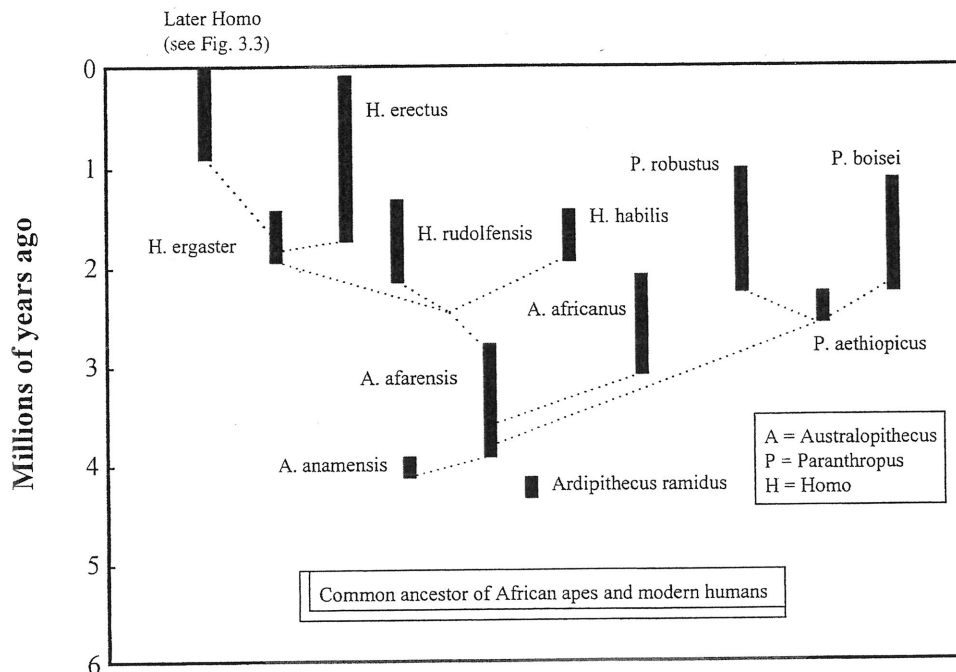 Later Homo
(see Fig. 3.3)
0
H. erectus
1
P. robustus
P. boisei
H. ergaster
H. rudolfensis
H. habilis
2
A. africanus
P. aethiopicus
3
A. afarensis
A = Australopithecus
P = Paranthropus
H = Homo
4
A. anamensis
Ardipithecus ramidus
5
Common ancestor of African apes and modern humans
6
Millions of years ago